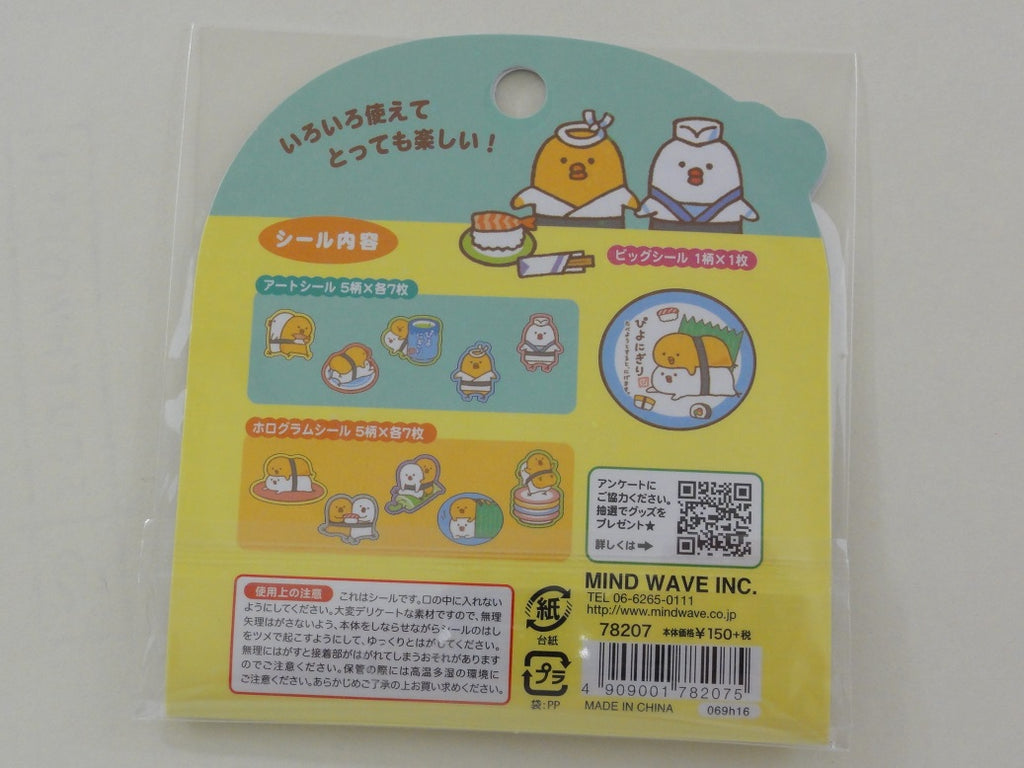 いろいろ使えて
とっても楽しい!
シール内容
ビッグシール 1柄×1枚
アートシール 5柄×各7枚
ぴよにぎり
ホログラムシール 5柄×各7枚
アンケートに
ご協力ください。
抽選でグッズを
プレゼント★
詳しくは➡
使用上の注意 これはシールです。口の中に入れない
ようにしてください。大変デリケートな素材ですので、無理
矢理はがさないよう、本体をしならせながらシールのはし
をツメで起こすようにして、ゆっくりとはがしてください。
無理にはがすと接着部がはがれてしまうおそれがあります
のでご注意ください。保管の際には高温多湿の環境に
ご注意ください。あらかじめご了承の上お買い求めください。
紙
台紙
プラ
袋:PP
MIND WAVE INC.
TEL 06-6265-0111
http://www.mindwave.co.jp
78207 本体価格¥150+税
4 909001 782075
MADE IN CHINA 069h16